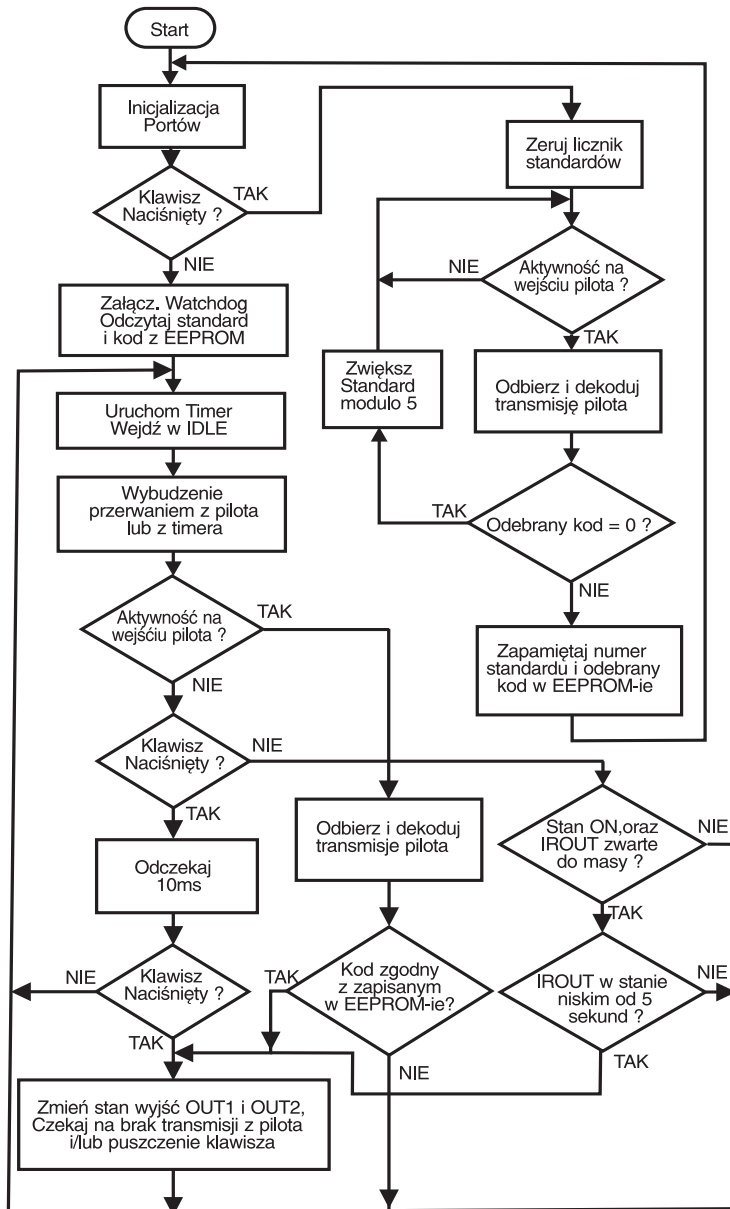 Start
Inicjalizacja
Portów
Klawisz
Naciśnięty ?
TAK
NIE
Załącz. Watchdog
Odczytaj standard
i kod z EEPROM
Uruchom Timer
Wejdź w IDLE
Wybudzenie
przerwaniem z pilota
lub z timera
Aktywność na
wejśćiu pilota ?
TAK
NIE
Klawisz
Naciśnięty ?
NIE
TAK
Odczekaj
10ms
Klawisz
Naciśnięty ?
NIE
TAK
Zmień stan wyjść OUT1 i OUT2,
Czekaj na brak transmisji z pilota
i/lub puszczenie klawisza
Zeruj licznik
standardów
Aktywność na
wejściu pilota ?
NIE
TAK
Zwiększ
Standard
modulo 5
Odbierz i dekoduj
transmisję pilota
Odebrany kod = 0 ?
TAK
NIE
Zapamiętaj numer
standardu i odebrany
kod w EEPROM-ie
Odbierz i dekoduj
transmisje pilota
Kod zgodny
z zapisanym
w EEPROM-ie?
TAK
NIE
Stan ON,oraz
IROUT zwarte
do masy ?
NIE
TAK
IROUT w stanie
niskim od 5
sekund ?
NIE
TAK